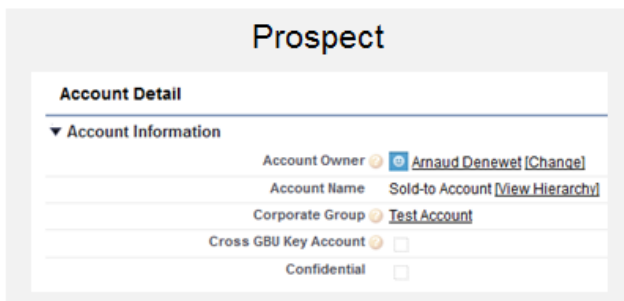 Prospect
Account Detail
Account Information
Account Owner Arnaud Denewet [Change]
Account Name Sold-to Account [View Hierarchy]
Corporate Group Test Account
Cross GBU Key Account
Confidential